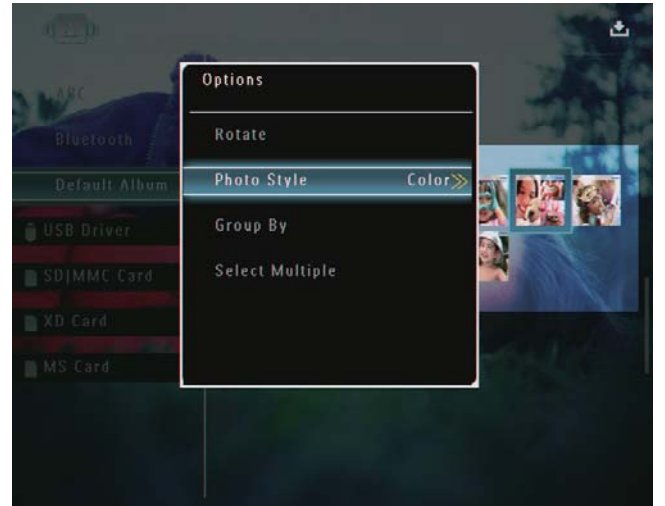 Options
Rotate
Photo Style Color
Group By
Select Multiple
ABC
Bluetooth
Default Album
USB Driver
SD|MMC Card
XD Card
MS Card